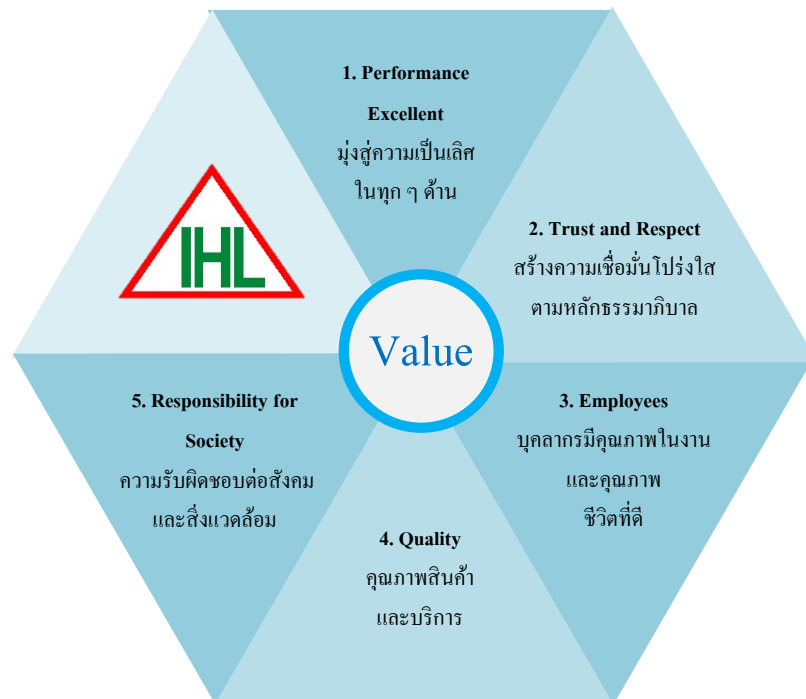 1. Performance
Excellent
มุ่งสู่ความเป็นเลิศ
ในทุก ๆ ด้าน
IHL
2. Trust and Respect
สร้างความเชื่อมั่นโปร่งใส
ตามหลักธรรมาภิบาล
Value
3. Employees
บุคลากรมีคุณภาพในงาน
และคุณภาพ
ชีวิตที่ดี
4. Quality
คุณภาพสินค้า
และบริการ
5. Responsibility for
Society
ความรับผิดชอบต่อสังคม
และสิ่งแวดล้อม